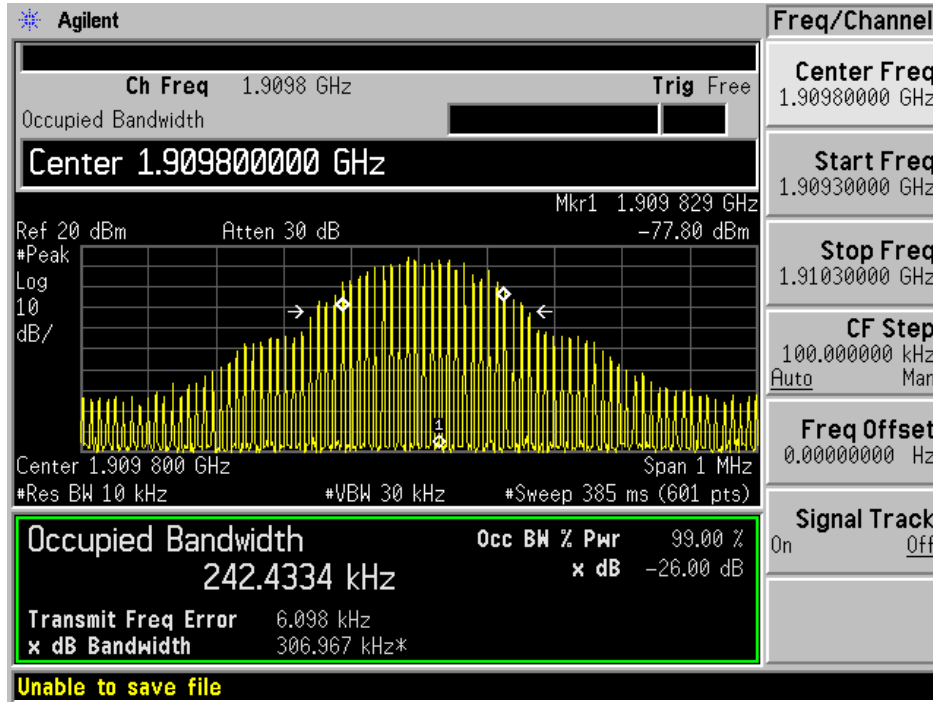 Agilent
Freq/Channel
Ch Freq 1.9098 GHz Trig Free
Occupied Bandwidth
Center 1.909800000 GHz
Mkr1 1.909 829 GHz
Ref 20 dBm Atten 30 dB -77.80 dBm
#Peak
Log
10
dB/
1
Center 1.909 800 GHz Span 1 MHz
#Res BW 10 kHz #VBW 30 kHz #Sweep 385 ms (601 pts)
Occupied Bandwidth
242.4334 kHz
Occ BW % Pwr 99.00 %
x dB -26.00 dB
Transmit Freq Error 6.098 kHz
x dB Bandwidth 306.967 kHz*
Unable to save file
Center Freq
1.90980000 GHz
Start Freq
1.90930000 GHz
Stop Freq
1.91030000 GHz
CF Step
100.000000 kHz
Auto Man
Freq Offset
0.00000000 Hz
Signal Track
On Off